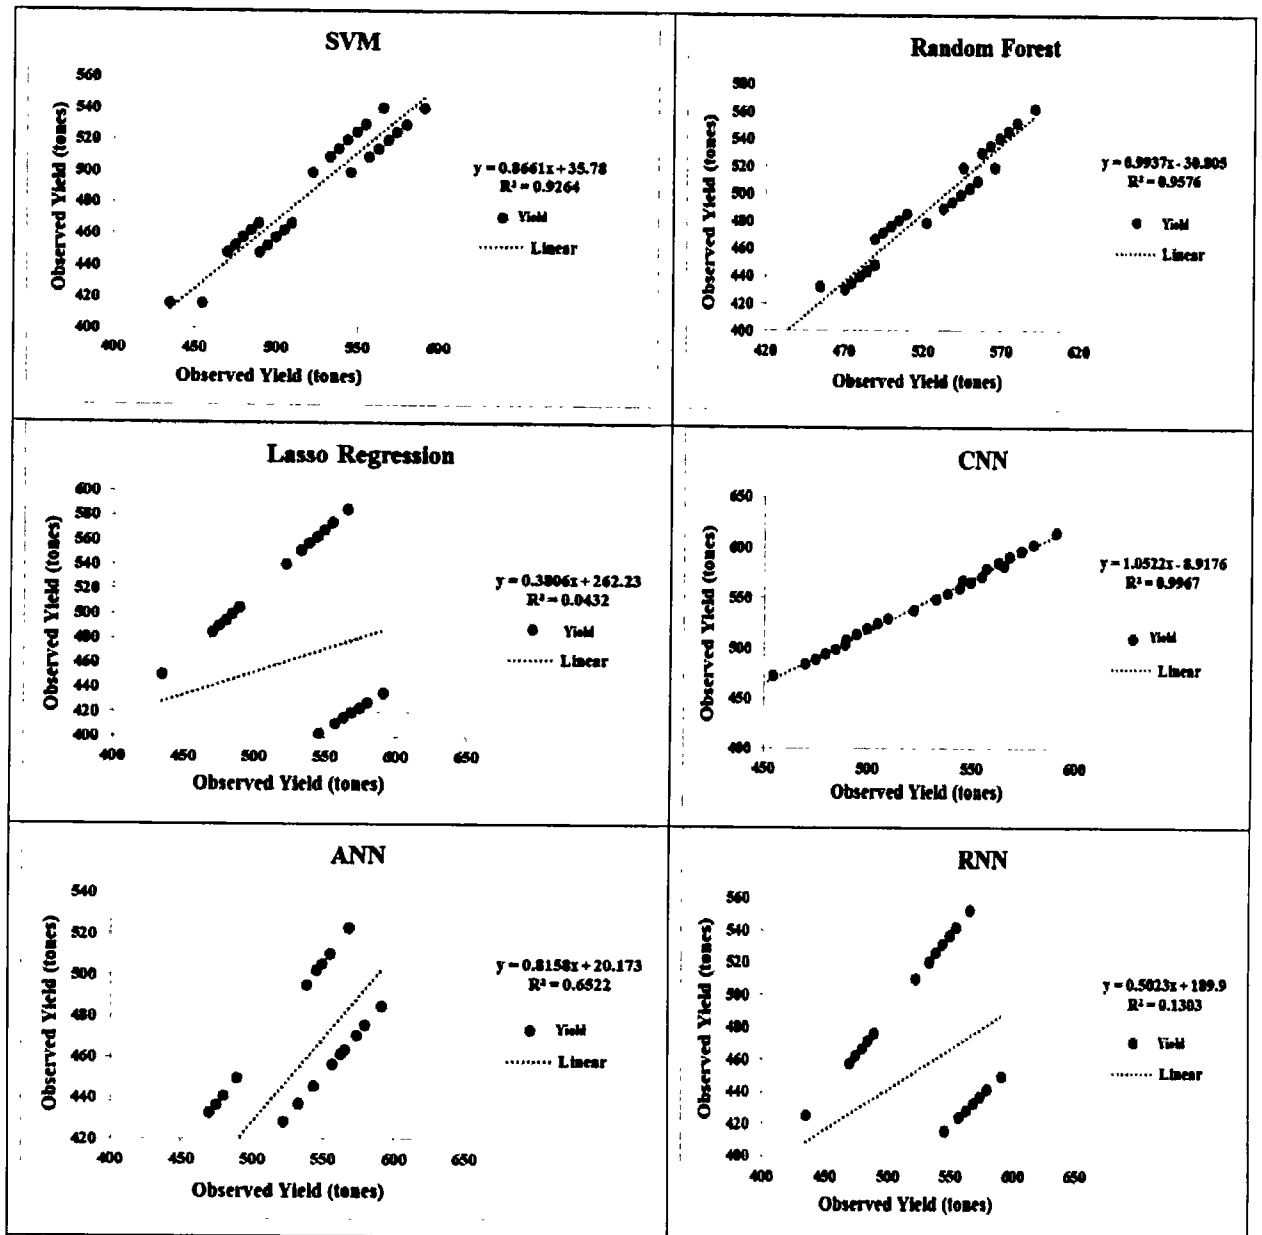 SVM
Observed Yield (tones)
560
540
520
500
480
460
440
420
400
400 450 500 550 600
Observed Yield (tones)
y = 0.8661x + 35.78
R² = 0.9264
Yield
Linear
Random Forest
Observed Yield (tones)
580
560
540
520
500
480
460
440
420
400
420 470 520 570 620
Observed Yield (tones)
y = 0.9937x - 30.805
R² = 0.9576
Yield
Linear
Lasso Regression
Observed Yield (tones)
600
580
560
540
520
500
480
460
440
420
400
400 450 500 550 600 650
Observed Yield (tones)
y = 0.3806x + 262.23
R² = 0.0432
Yield
Linear
CNN
Observed Yield (tones)
650
600
550
500
450
400
450 500 550 600
Observed Yield (tones)
y = 1.0522x - 8.9176
R² = 0.9967
Yield
Linear
ANN
Observed Yield (tones)
540
520
500
480
460
440
420
400 450 500 550 600 650
Observed Yield (tones)
y = 0.8158x + 20.173
R² = 0.6522
Yield
Linear
RNN
Observed Yield (tones)
560
540
520
500
480
460
440
420
400
400 450 500 550 600 650
Observed Yield (tones)
y = 0.5023x + 189.9
R² = 0.1303
Yield
Linear